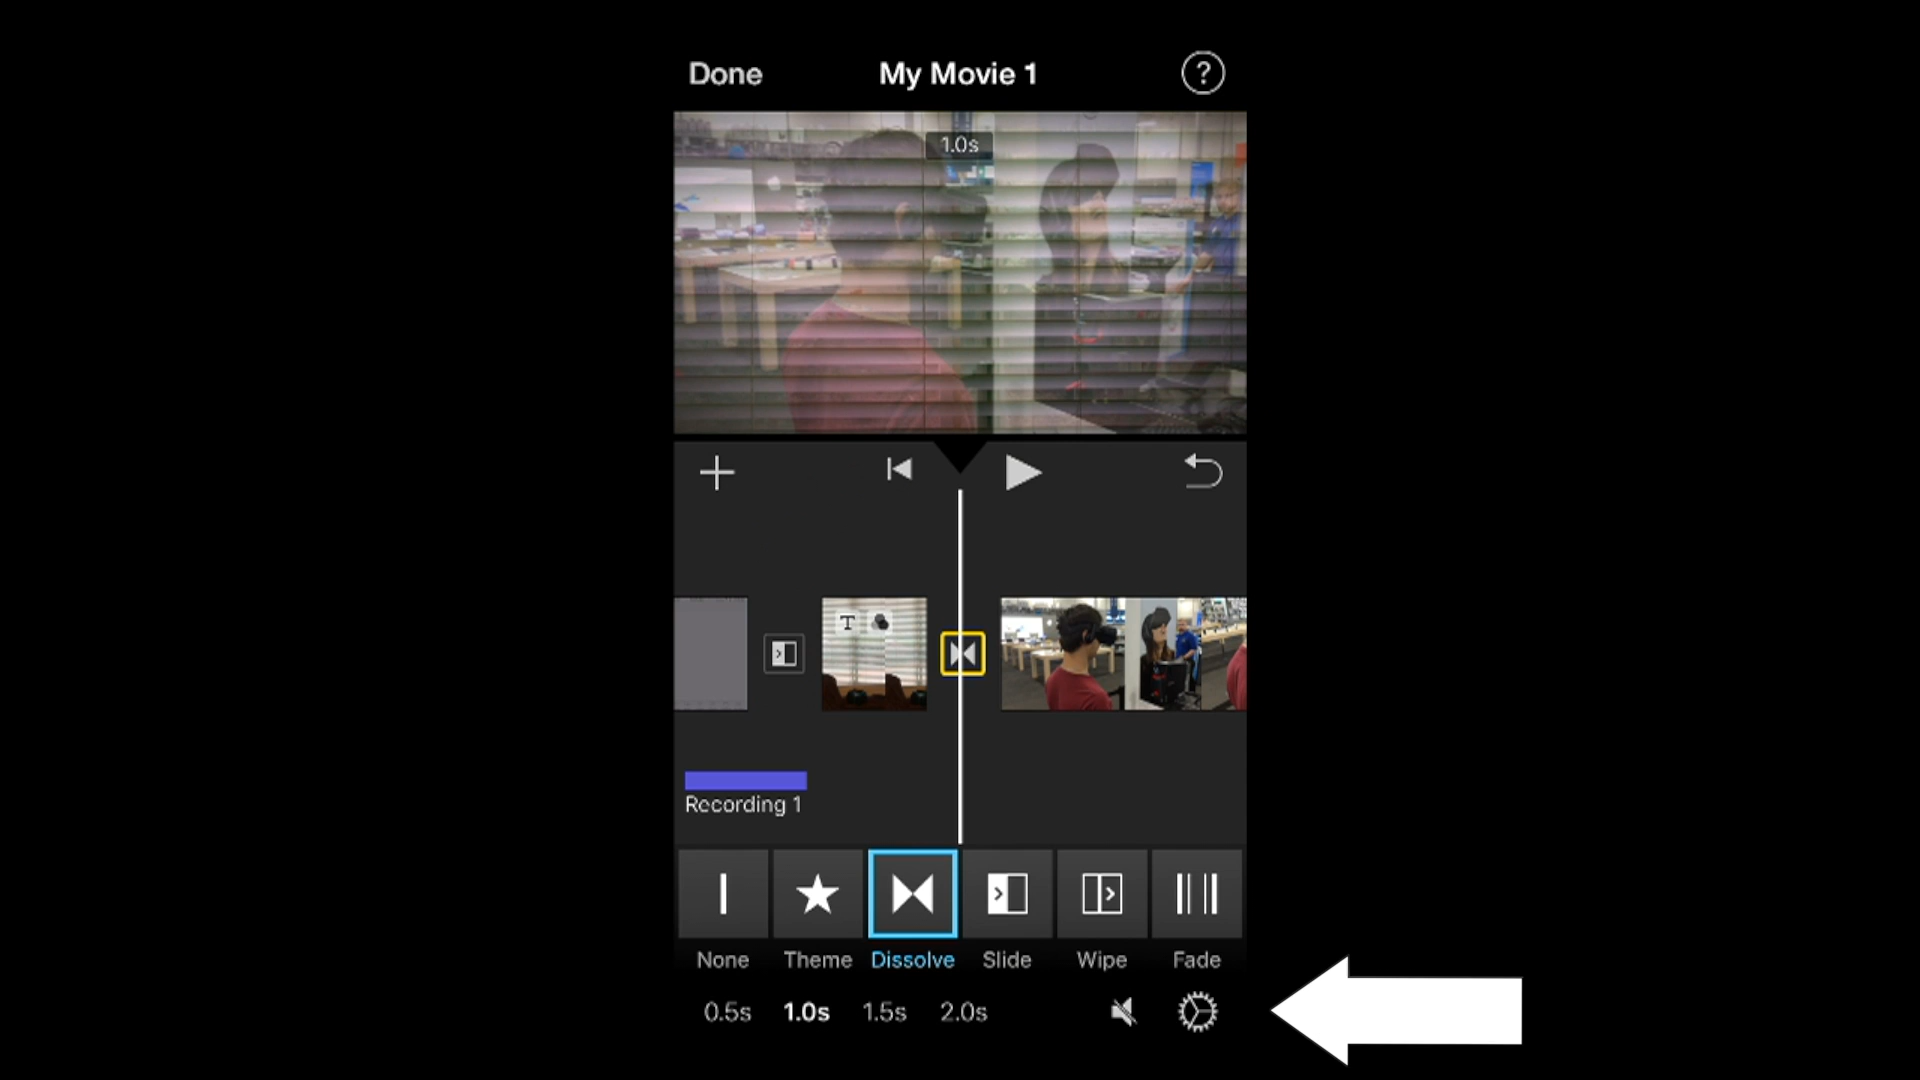 Done My Movie 1 ?
1.0s
T
Recording 1
None Theme Dissolve Slide Wipe Fade
0.5s 1.0s 1.5s 2.0s